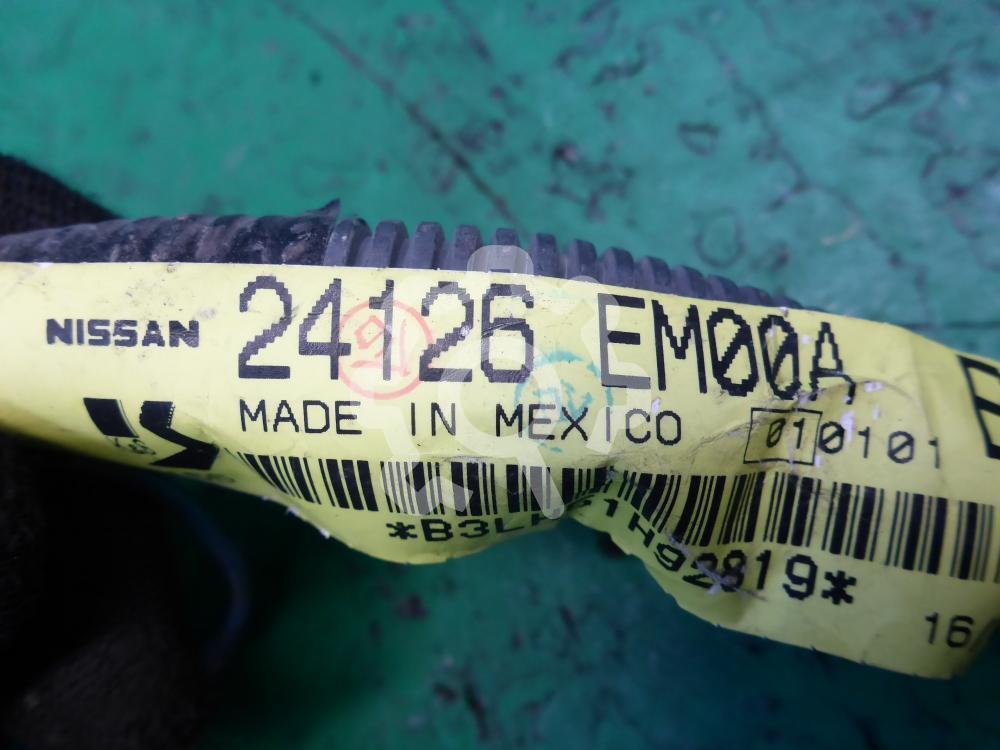 NISSAN 24126 EM00A
MADE IN MEXICO 010101
16